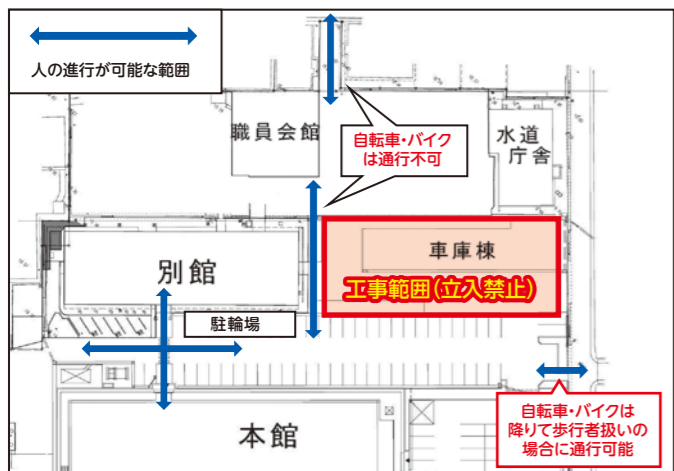 人の進行が可能な範囲
職員会館
自転車・バイク
は通行不可
水道
庁舎
車庫棟
別館
工事範囲(立入禁止)
駐輪場
自転車・バイクは
降りて歩行者扱いの
場合に通行可能
本館